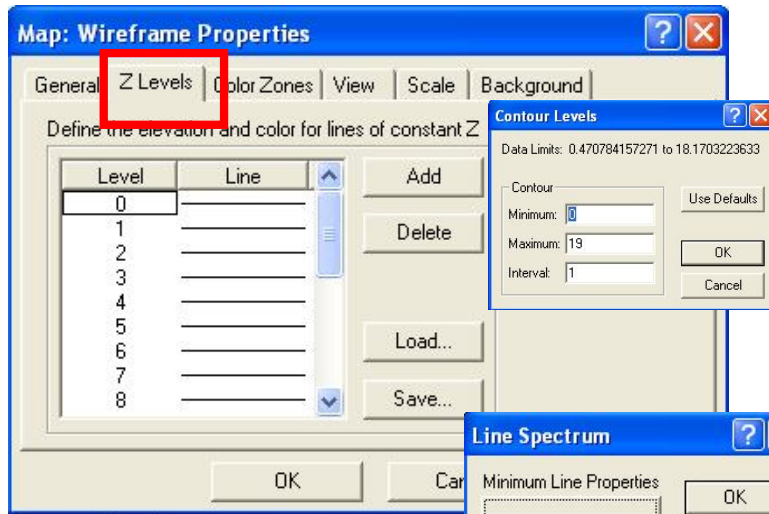 Map: Wireframe Properties
General Z Levels Color Zones View Scale Background
Define the elevation and color for lines of constant Z
Level Line
0
1
2
3
4
5
6
7
8
Add
Delete
Load...
Save...
OK
Contour Levels
Data Limits: 0.470784157271 to 18.1703223633
Contour
Minimum: 0
Maximum: 19
Interval: 1
Use Defaults
OK
Cancel
Line Spectrum
Minimum Line Properties
OK